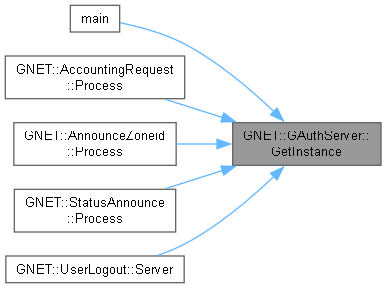 main
GNET::AccountingRequest
::Process
GNET::AnnounceZoneid
::Process
GNET::GAuthServer::
GetInstance
GNET::StatusAnnounce
::Process
GNET::UserLogout::Server